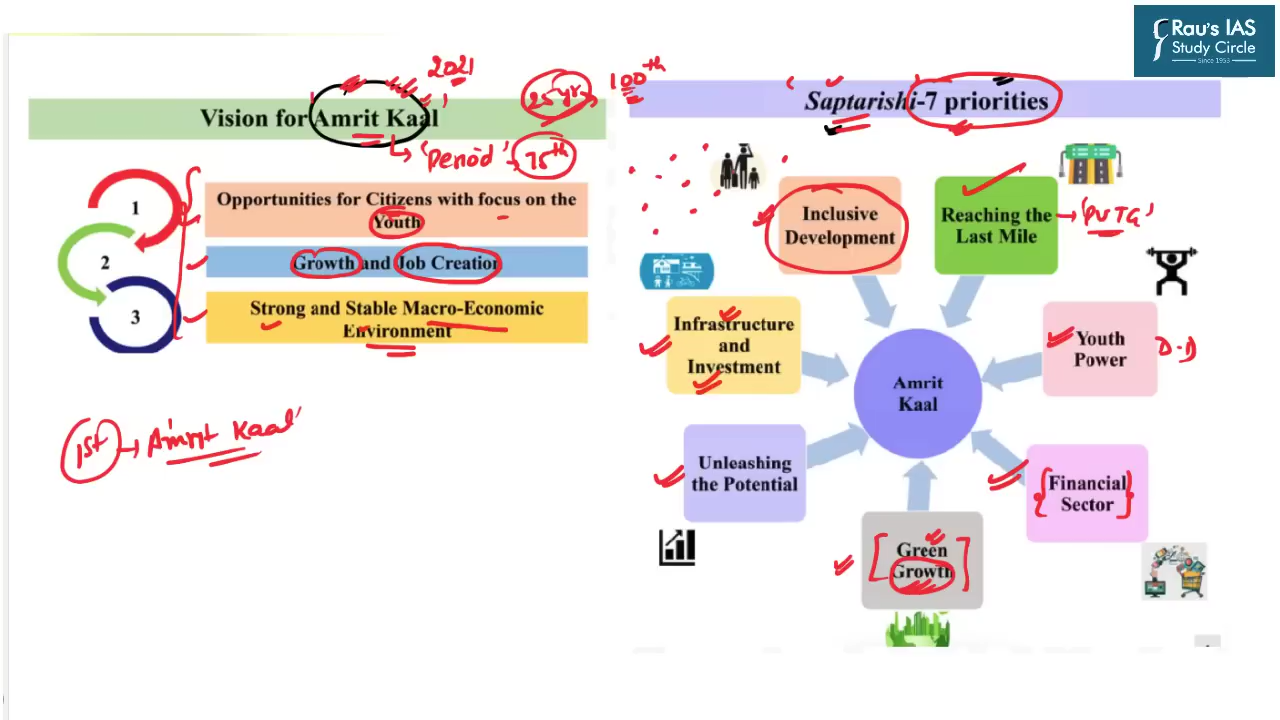 Rau's IAS
Study Circle
Since 1953
2021
25 yr
100th
Vision for Amrit Kaal
'Period'
75th
1
Opportunities for Citizens with focus on the
Youth
2
Growth and Job Creation
3
Strong and Stable Macro-Economic
Environment
1st → Amrit Kaal'
Saptarishi-7 priorities
Inclusive
Development
Reaching the
Last Mile
'PVTG'
Infrastructure
and
Investment
Youth
Power
D-D
Amrit
Kaal
Unleashing
the Potential
Financial
Sector
Green
Growth